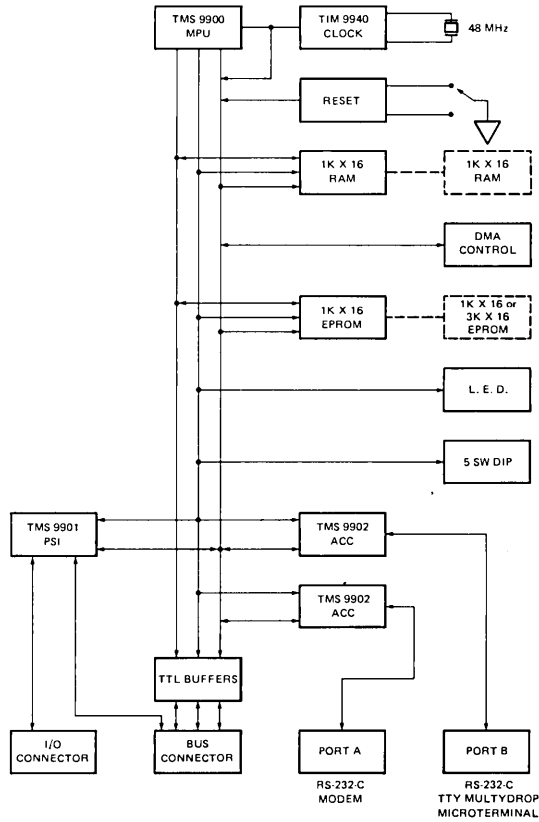 TMS 9900
MPU
TIM 9940
CLOCK
48 MHz
RESET
1K X 16
RAM
1K X 16
RAM
DMA
CONTROL
1K X 16
EPROM
1K X 16 or
3K X 16
EPROM
L. E. D.
5 SW DIP
TMS 9901
PSI
TMS 9902
ACC
TMS 9902
ACC
TTL BUFFERS
I/O
CONNECTOR
BUS
CONNECTOR
PORT A
PORT B
RS-232-C
MODEM
RS-232-C
TTY MULTYDROP
MICROTERMINAL